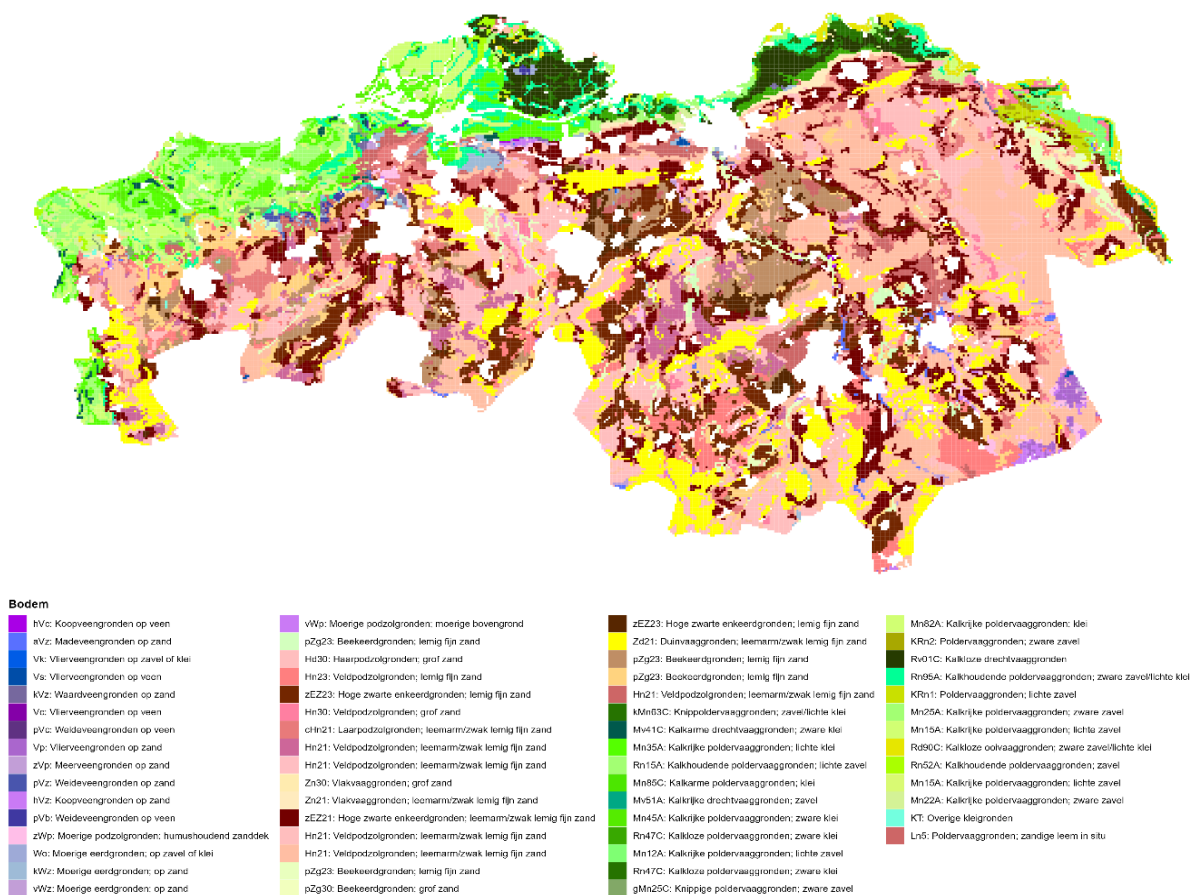 Bodem
hVc: Koopveengronden op veen
aVz: Madeveengronden op zand
Vk: Vlierveengronden op zavel of klei
Vs: Vlierveengronden op veen
kVz: Waardveengronden op zand
Vc: Vlierveengronden op veen
pVc: Weideveengronden op veen
Vp: Vlierveengronden op zand
zVp: Meerveengronden op zand
pVz: Weideveengronden op zand
hVz: Koopveengronden op zand
pVb: Weideveengronden op veen
zWp: Moerige podzolgronden: humushoudend zanddek
Wo: Moerige eerdgronden; op zavel of klei
kWz: Moerige eerdgronden: op zand
vWz: Moerige eerdgronden: op zand
vWp: Moerige podzolgronden: moerige bovengrond
pZg23: Beekeerdgronden: lemig fijn zand
Hd30: Haarpodzolgronden; grof zand
Hn23: Veldpodzolgronden; lemig fijn zand
zEZ23: Hoge zwarte enkeerdgronden; lemig fijn zand
Hn30: Veldpodzolgronden; grof zand
cHn21: Laarpodzolgronden; leemarm/zwak lemig fijn zand
Hn21: Veldpodzolgronden; leemarm/zwak lemig fijn zand
Hn21: Veldpodzolgronden; leemarm/zwak lemig fijn zand
Zn30: Vlakvaaggronden; grof zand
Zn21: Vlakvaaggronden; leemarm/zwak lemig fijn zand
zEZ21: Hoge zwarte enkeerdgronden; leemarm/zwak lemig fijn zand
Hn21: Veldpodzolgronden; leemarm/zwak lemig fijn zand
Hn21: Veldpodzolgronden; leemarm/zwak lemig fijn zand
pZg23: Beekeerdgronden; lemig fijn zand
pZg30: Beekeerdgronden; grof zand
zEZ23: Hoge zwarte enkeerdgronden; lemig fijn zand
Zd21: Duinvaaggronden; leemarm/zwak lemig fijn zand
pZg23: Beekeerdgronden; lemig fijn zand
pZg23: Beekeerdgronden; lemig fijn zand
Hn21: Veldpodzolgronden; leemarm/zwak lemig fijn zand
kMn63C: Knippoldervaaggronden; zavel/lichte klei
Mv41C: Kalkarme drechtvaaggronden; zware klei
Mn35A: Kalkrijke poldervaaggronden; lichte klei
Rn15A: Kalkhoudende poldervaaggronden; lichte zavel
Mn85C: Kalkarme poldervaaggronden; klei
Mv51A: Kalkrijke drechtvaaggronden; zavel
Mn45A: Kalkrijke poldervaaggronden; zware klei
Rn47C: Kalkloze poldervaaggronden; zware klei
Mn12A: Kalkrijke poldervaaggronden; lichte zavel
Rn47C: Kalkloze poldervaaggronden; zware klei
gMn25C: Knippige poldervaaggronden; zware zavel
Mn82A: Kalkrijke poldervaaggronden: klei
KRn2: Poldervaaggronden; zware zavel
Rv01C: Kalkloze drechtvaaggronden
Rn95A: Kalkhoudende poldervaaggronden; zware zavel/lichte klei
KRn1: Poldervaaggronden; lichte zavel
Mn25A: Kalkrijke poldervaaggronden; zware zavel
Mn15A: Kalkrijke poldervaaggronden; lichte zavel
Rd90C: Kalkloze ooivaaggronden; zware zavel/lichte klei
Rn52A: Kalkhoudende poldervaaggronden; zavel
Mn15A: Kalkrijke poldervaaggronden; lichte zavel
Mn22A: Kalkrijke poldervaaggronden; zware zavel
KT: Overige kleigronden
Ln5: Poldervaaggronden; zandige leem in situ